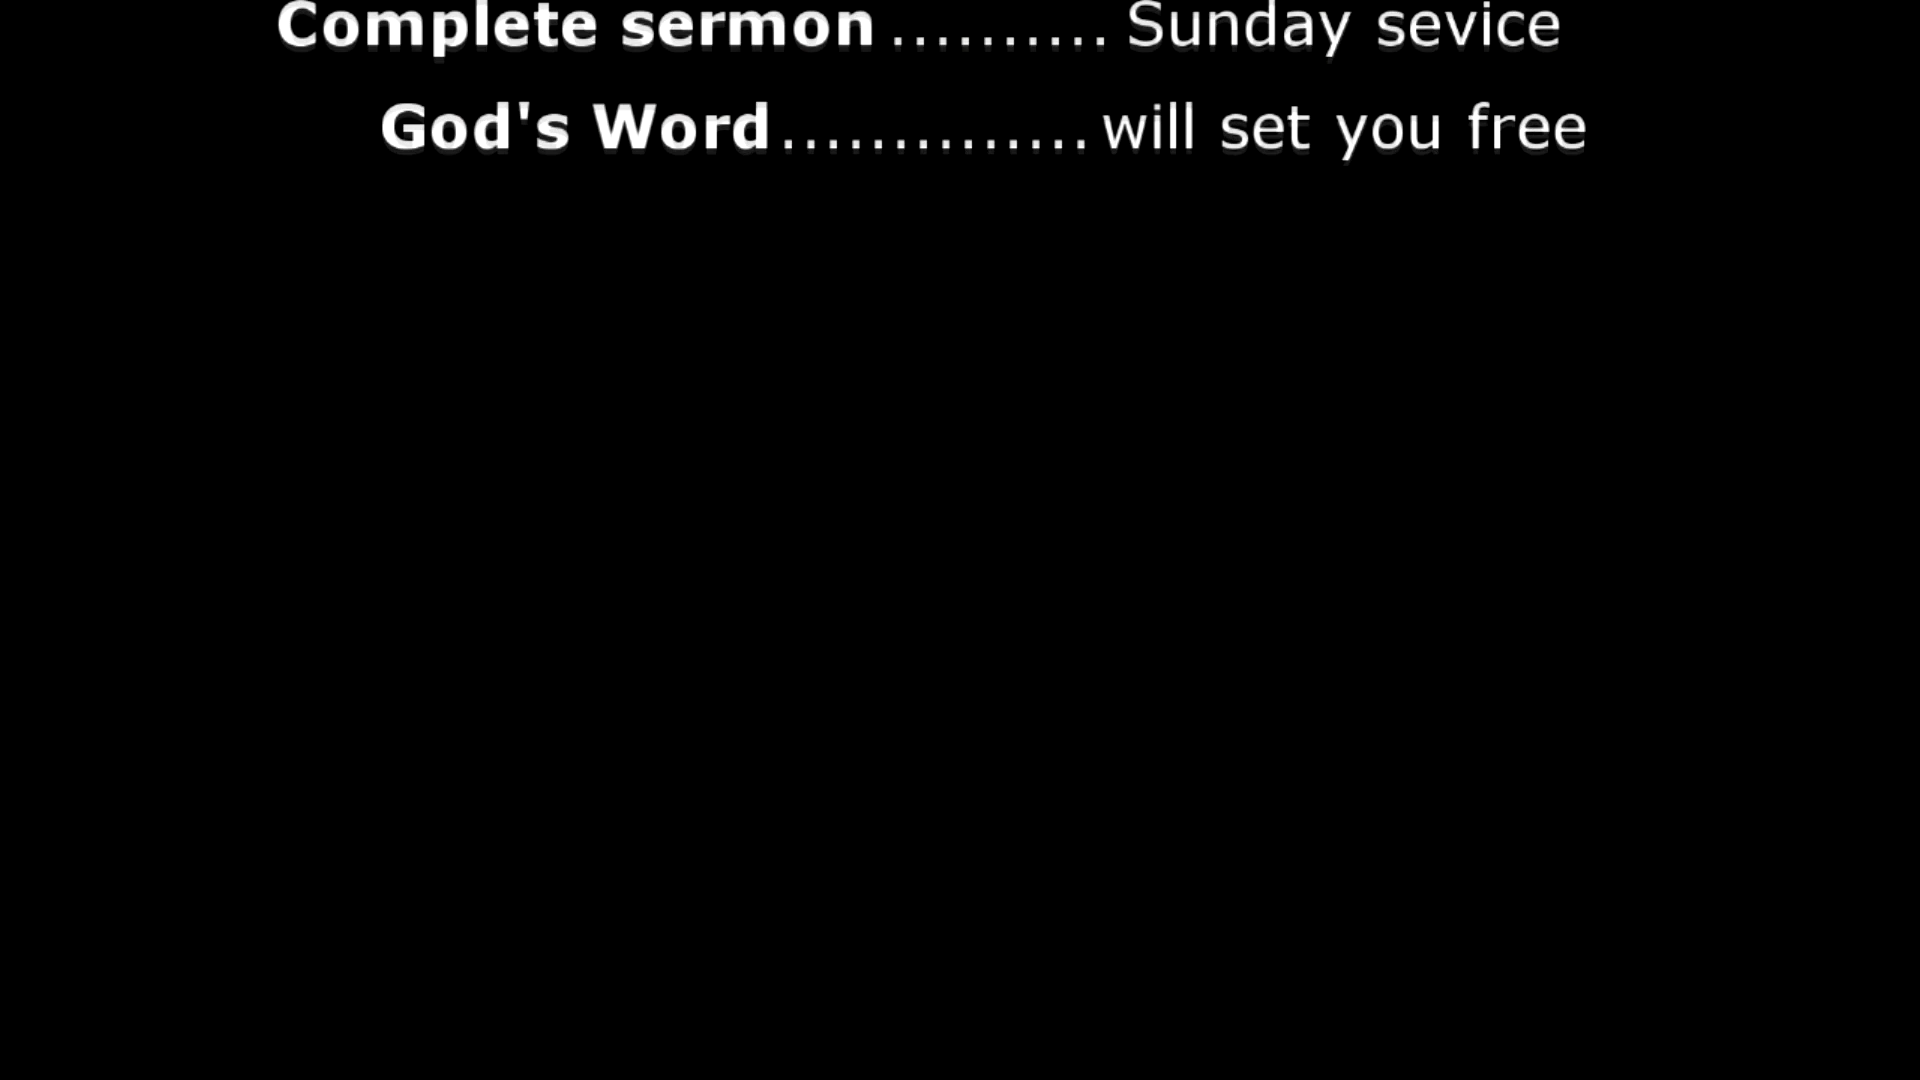 Complete sermon .......... Sunday sevice
God's Word .............. will set you free